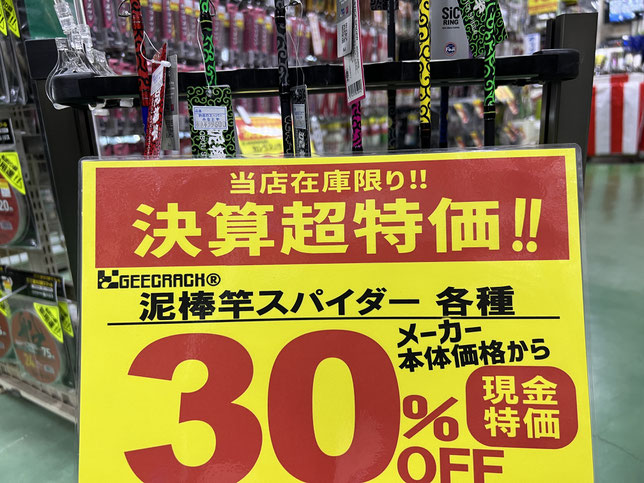 SiC
RING
当店在庫限り!!
決算超特価!!
GEECRACK®
泥棒竿スパイダー 各種
メーカー
本体価格から
30%OFF
現金
特価